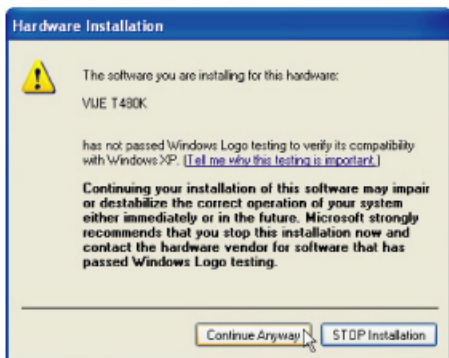 Hardware Installation
The software you are installing for this hardware:
VIJE T480K
has not passed Windows Logo testing to verify its compatibility
with Windows XP. (Tell me why this testing is important.)
Continuing your installation of this software may impair
or destabilize the correct operation of your system
either immediately or in the future. Microsoft strongly
recommends that you stop this installation now and
contact the hardware vendor for software that has
passed Windows Logo testing.
Continue Anyway STOP Installation